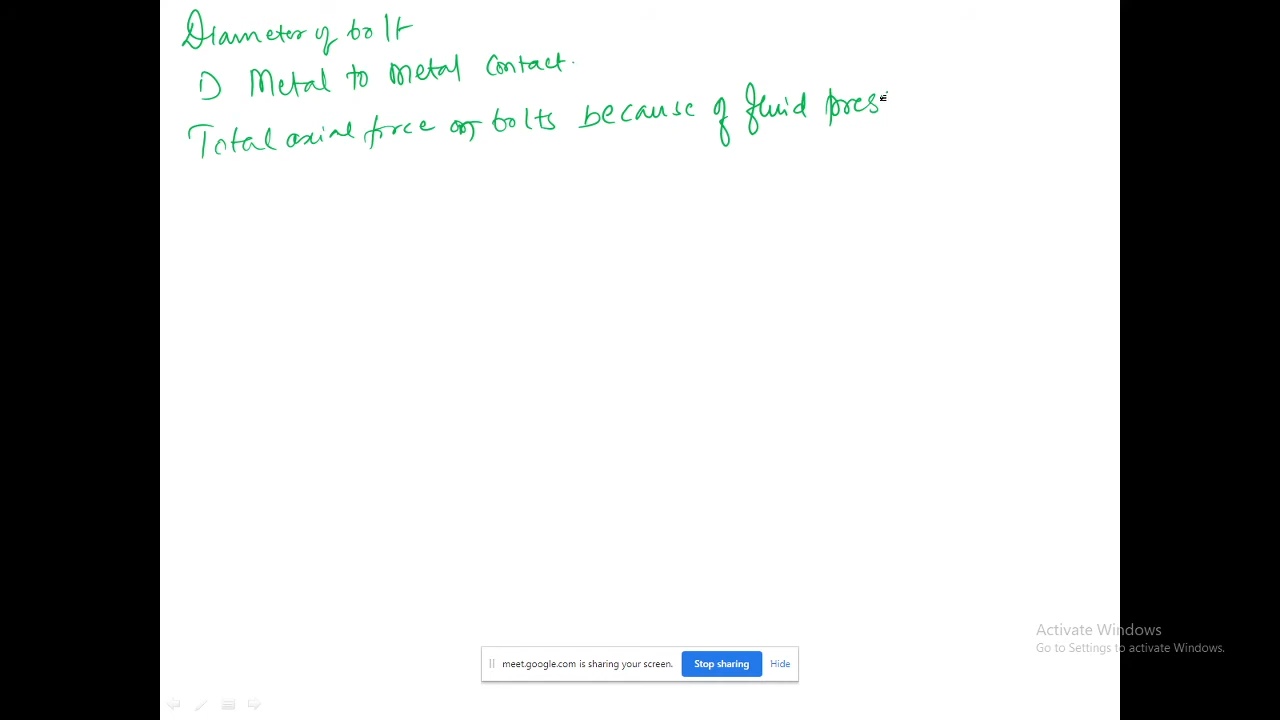 Diameter of bolt
1) Metal to Metal Contact.
Total axial force on bolts because of fluid pres
meet.google.com is sharing your screen. Stop sharing Hide
Activate Windows
Go to Settings to activate Windows.